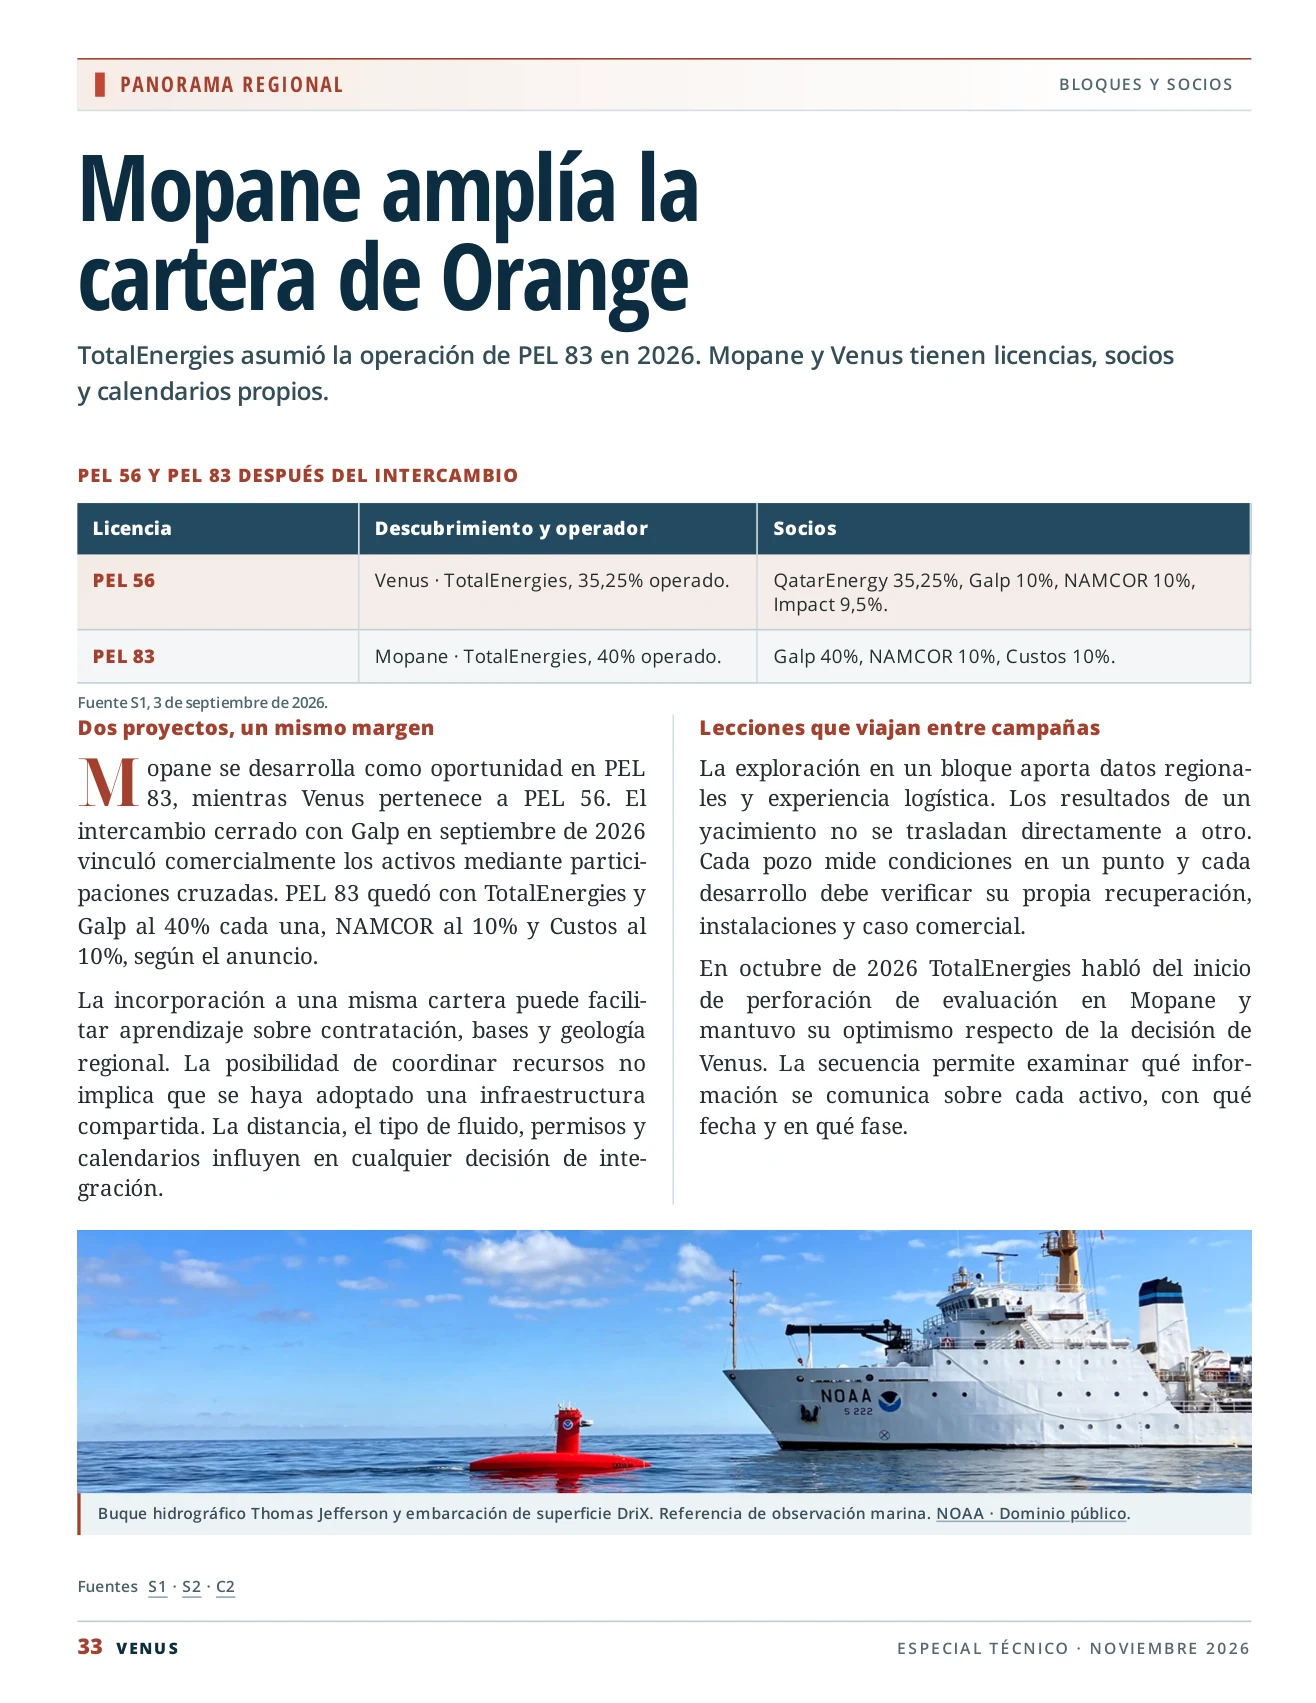 PANORAMA REGIONAL
BLOQUES Y SOCIOS
Mopane amplía la
cartera de Orange
TotalEnergies asumió la operación de PEL 83 en 2026. Mopane y Venus tienen licencias, socios
y calendarios propios.
PEL 56 Y PEL 83 DESPUÉS DEL INTERCAMBIO
Licencia
Descubrimiento y operador
Socios
PEL 56
Venus · TotalEnergies, 35,25% operado.
QatarEnergy 35,25%, Galp 10%, NAMCOR 10%,
Impact 9,5%.
PEL 83
Mopane · TotalEnergies, 40% operado.
Galp 40%, NAMCOR 10%, Custos 10%.
Fuente S1, 3 de septiembre de 2026.
Dos proyectos, un mismo margen
Mopane se desarrolla como oportunidad en PEL
83, mientras Venus pertenece a PEL 56. El
intercambio cerrado con Galp en septiembre de 2026
vinculó comercialmente los activos mediante partici-
paciones cruzadas. PEL 83 quedó con TotalEnergies y
Galp al 40% cada una, NAMCOR al 10% y Custos al
10%, según el anuncio.
La incorporación a una misma cartera puede facili-
tar aprendizaje sobre contratación, bases y geología
regional. La posibilidad de coordinar recursos no
implica que se haya adoptado una infraestructura
compartida. La distancia, el tipo de fluido, permisos y
calendarios influyen en cualquier decisión de inte-
gración.
Lecciones que viajan entre campañas
La exploración en un bloque aporta datos regiona-
les y experiencia logística. Los resultados de un
yacimiento no se trasladan directamente a otro.
Cada pozo mide condiciones en un punto y cada
desarrollo debe verificar su propia recuperación,
instalaciones y caso comercial.
En octubre de 2026 TotalEnergies habló del inicio
de perforación de evaluación en Mopane y
mantuvo su optimismo respecto de la decisión de
Venus. La secuencia permite examinar qué infor-
mación se comunica sobre cada activo, con qué
fecha y en qué fase.
NOAA
S 222
Buque hidrográfico Thomas Jefferson y embarcación de superficie DriX. Referencia de observación marina. NOAA · Dominio público.
Fuentes S1 · S2 · C2
33 VENUS
ESPECIAL TÉCNICO · NOVIEMBRE 2026